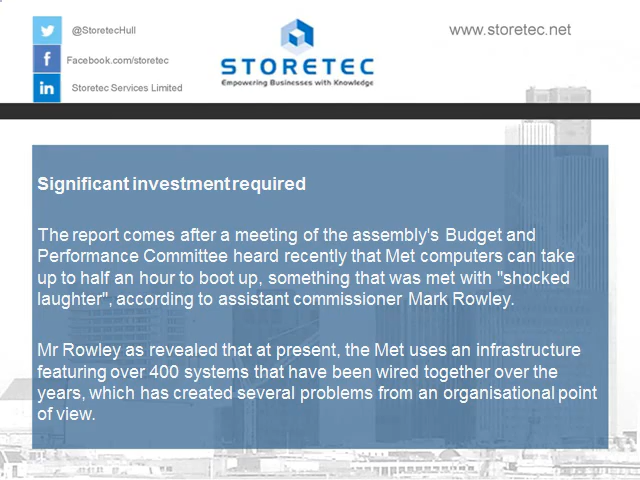 @StoretecHull
www.storetec.net
Facebook.com/storetec
STORETEC
Empowering Businesses with Knowledge
Storetec Services Limited
Significant investment required
The report comes after a meeting of the assembly's Budget and
Performance Committee heard recently that Met computers can take
up to half an hour to boot up, something that was met with "shocked
laughter", according to assistant commissioner Mark Rowley.
Mr Rowley as revealed that at present, the Met uses an infrastructure
featuring over 400 systems that have been wired together over the
years, which has created several problems from an organisational point
of view.